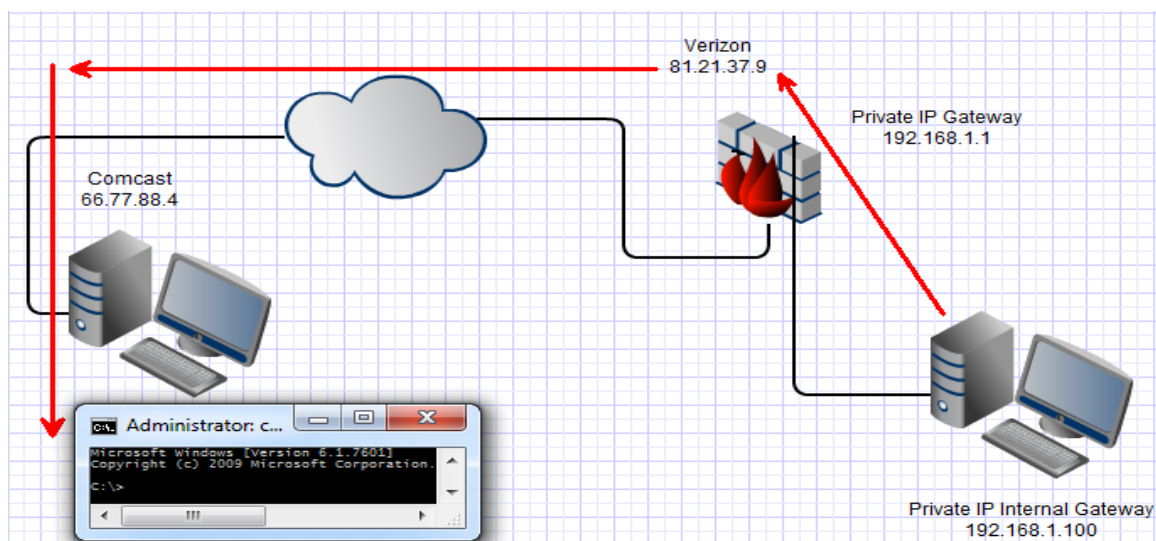 Verizon
81.21.37.9
Private IP Gateway
192.168.1.1
Comcast
66.77.88.4
Administrator: c...
Microsoft Windows [Version 6.1.7601]
Copyright (c) 2009 Microsoft Corporation.
C:\>
Private IP Internal Gateway
192.168.1.100